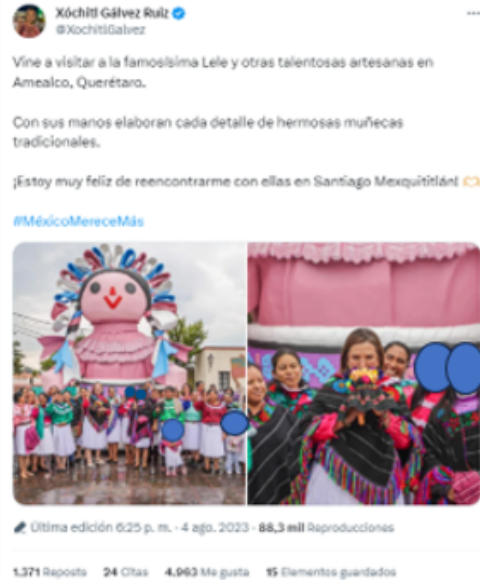 Xóchitl Gálvez Ruiz
@XochitlGalvez
Vine a visitar a la famosísima Lele y otras talentosas artesanas en
Amealco, Querétaro.
Con sus manos elaboran cada detalle de hermosas muñecas
tradicionales.
¡Estoy muy feliz de reencontrarme con ellas en Santiago Mexquititlán! 🫶🏻
#MéxicoMereceMás
Última edición 6:25 p. m. · 4 ago. 2023 · 88,3 mil Reproducciones
1.371 Reposts 24 Citas 4.963 Me gusta 15 Elementos guardados